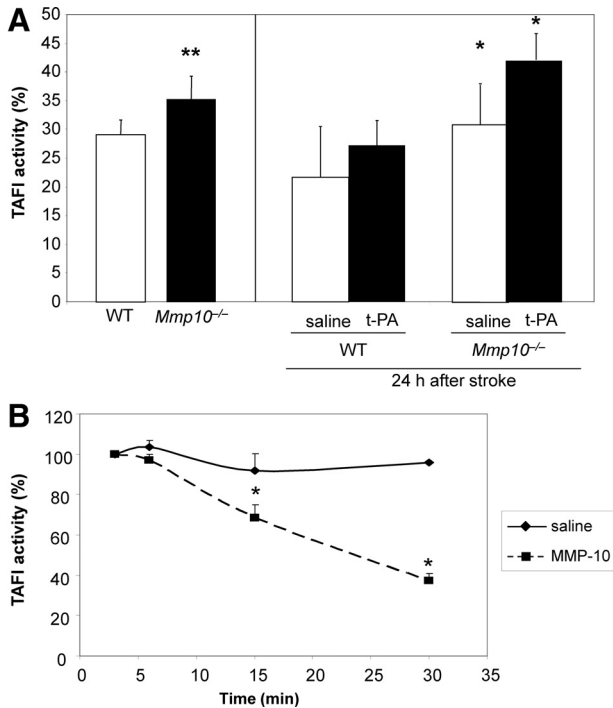 A
TAFI activity (%)
50
45
40
35
30
25
20
15
10
5
0
**
*
*
WT
Mmp10–/–
saline
t-PA
saline
t-PA
WT
Mmp10–/–
24 h after stroke
B
TAFI activity (%)
120
100
80
60
40
20
0
*
*
0
5
10
15
20
25
30
35
Time (min)
saline
MMP-10